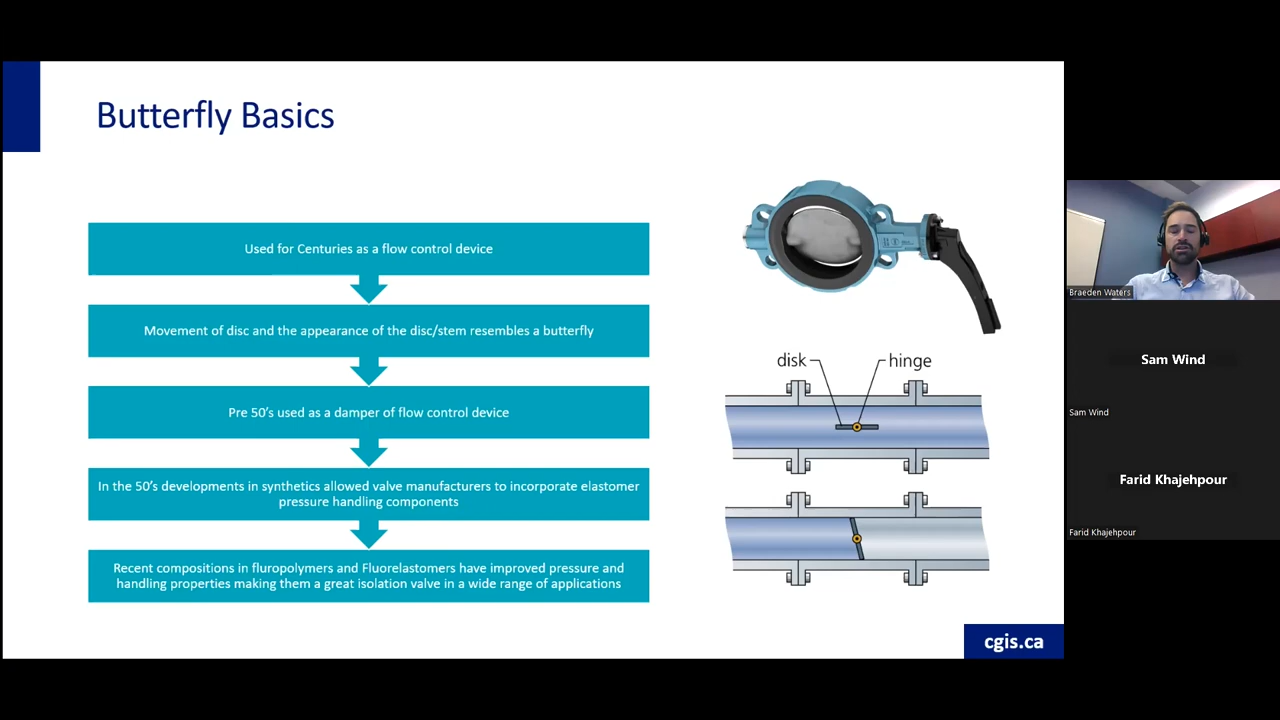 Butterfly Basics
Used for Centuries as a flow control device
Movement of disc and the appearance of the disc/stem resembles a butterfly
Pre 50's used as a damper of flow control device
In the 50's developments in synthetics allowed valve manufacturers to incorporate elastomer
pressure handling components
Recent compositions in fluropolymers and Fluorelastomers have improved pressure and
handling properties making them a great isolation valve in a wide range of applications
disk
hinge
cgis.ca
Braeden Waters
Sam Wind
Sam Wind
Farid Khajehpour
Farid Khajehpour